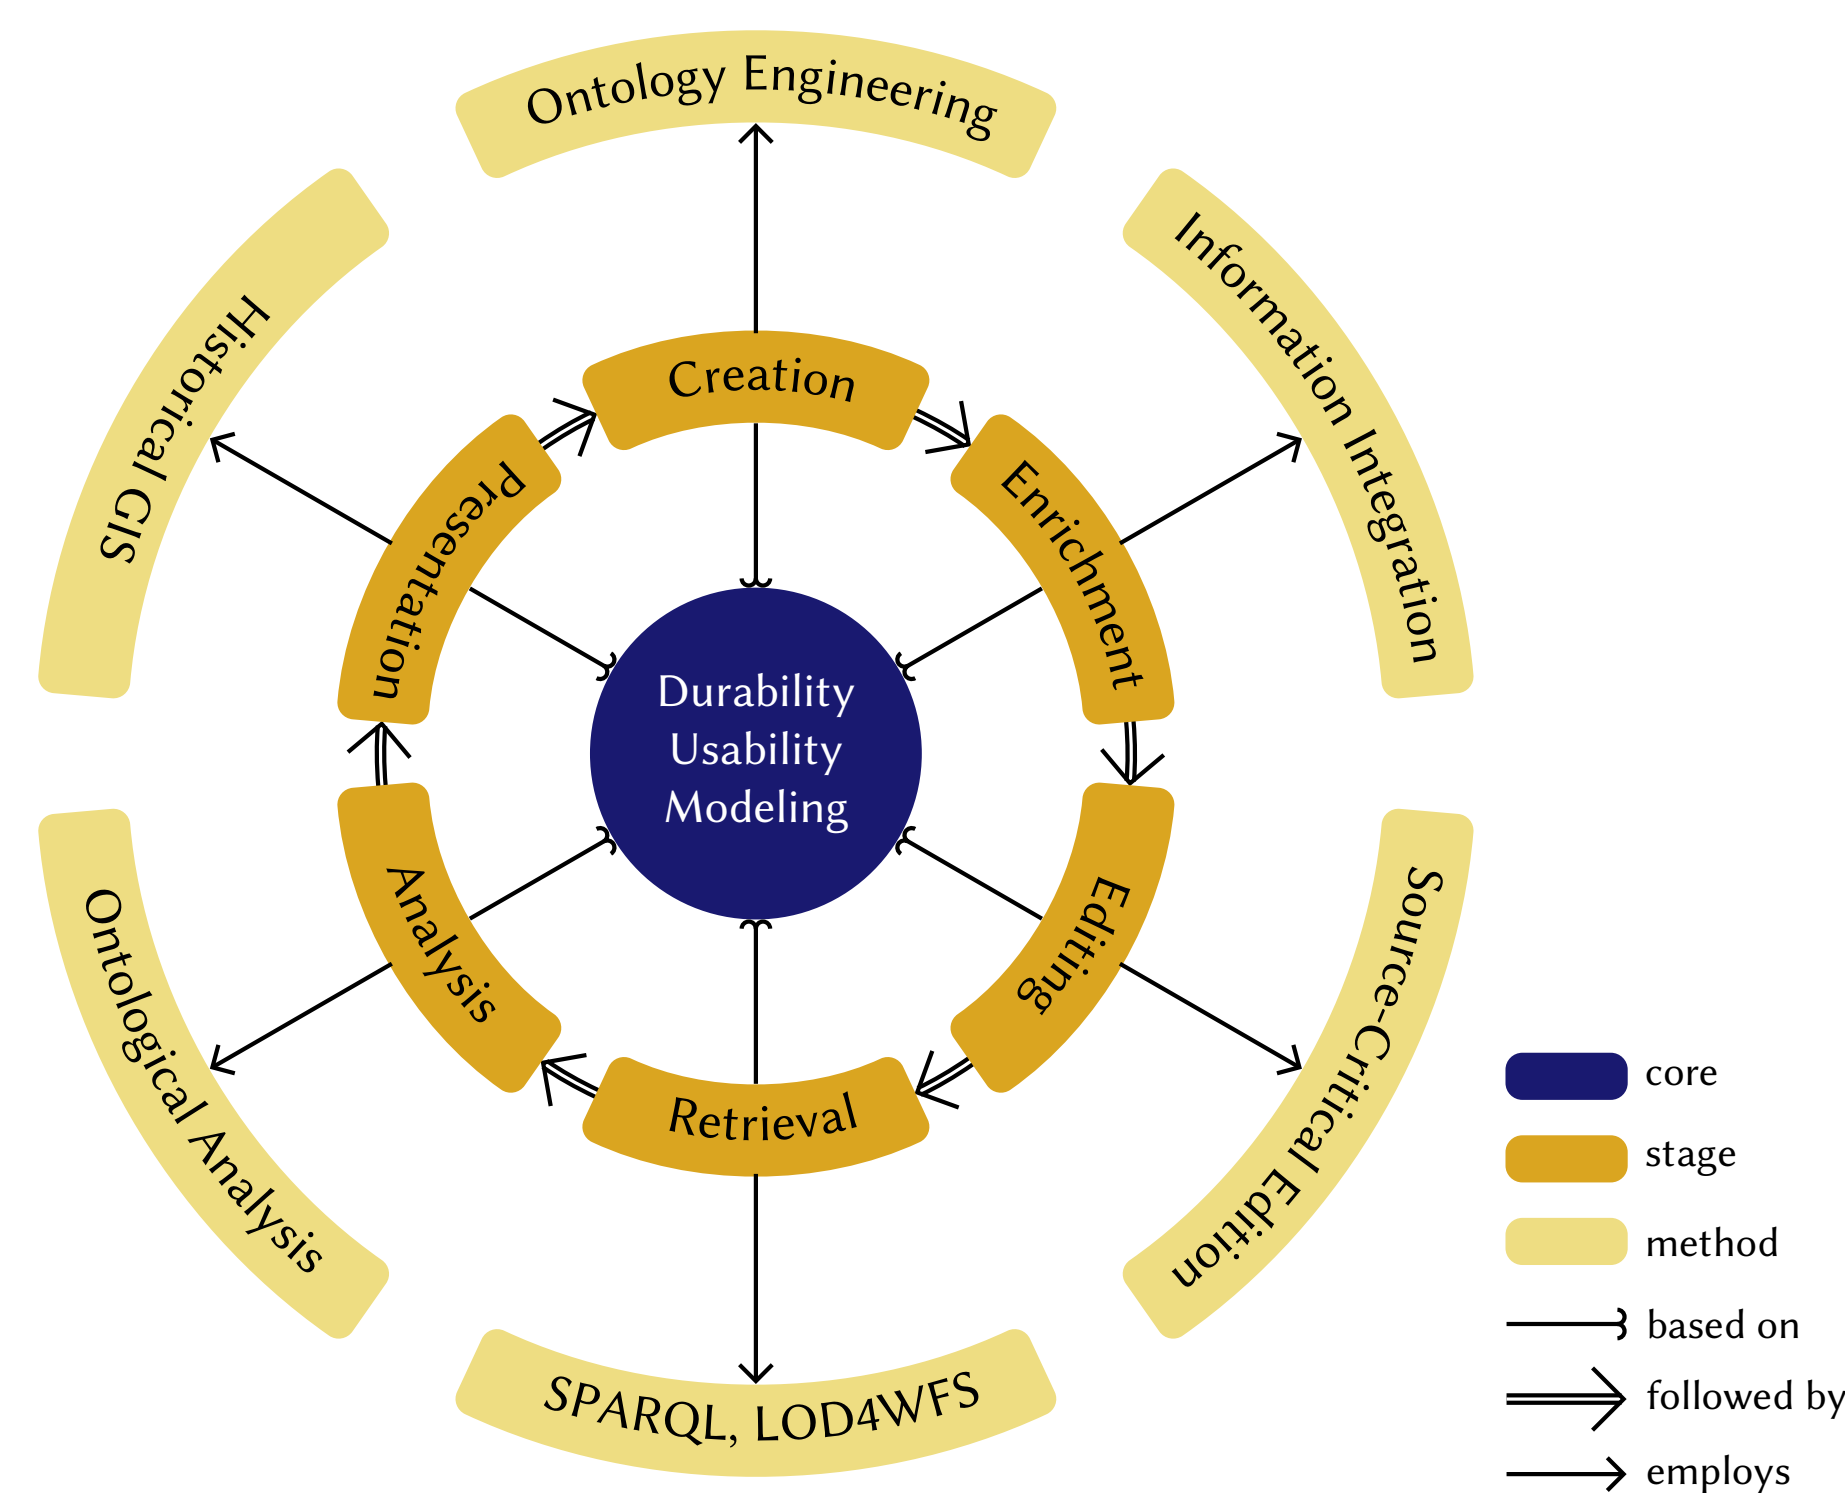 Ontology Engineering
Information Integration
Source-Critical Edition
SPARQL, LOD4WFS
Ontological Analysis
Historical GIS
Creation
Enrichment
Editing
Retrieval
Analysis
Presentation
Durability
Usability
Modeling
core
stage
method
based on
followed by
employs